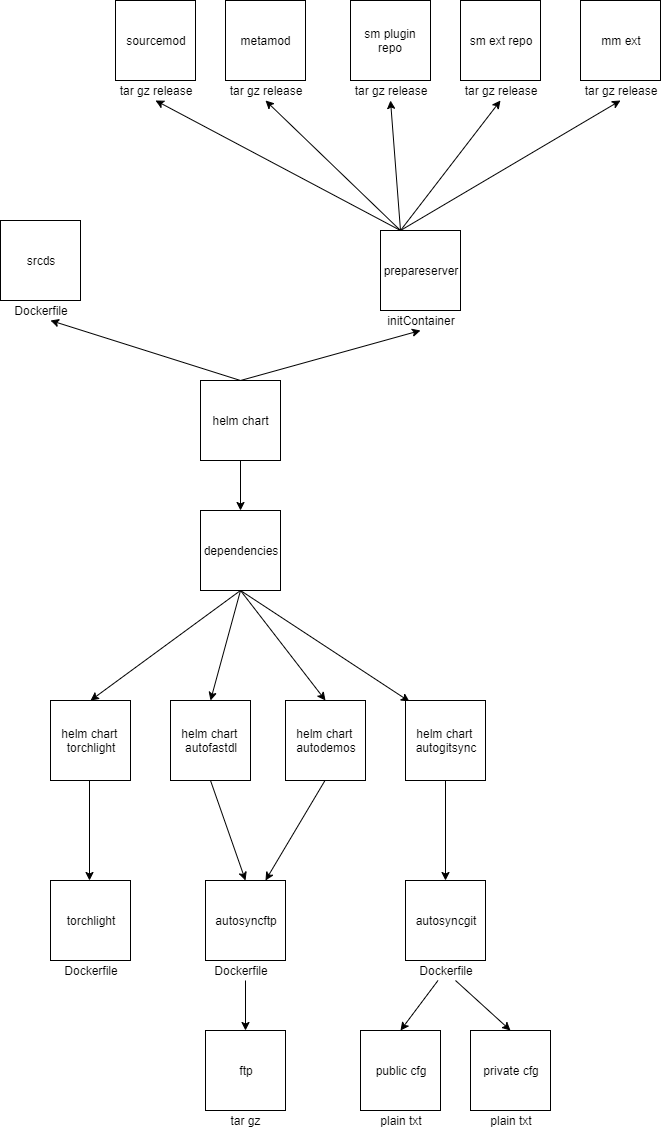 sourcemod
metamod
sm plugin
repo
sm ext repo
mm ext
tar gz release
tar gz release
tar gz release
tar gz release
tar gz release
srcds
Dockerfile
prepareserver
initContainer
helm chart
dependencies
helm chart
torchlight
helm chart
autofastdl
helm chart
autodemos
helm chart
autogitsync
torchlight
Dockerfile
autosyncftp
Dockerfile
autosyncgit
Dockerfile
ftp
tar gz
public cfg
plain txt
private cfg
plain txt